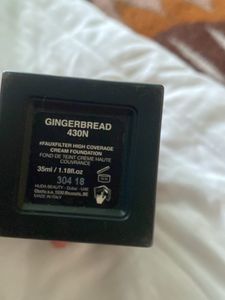 GINGERBREAD
430N
#FAUXFILTER HIGH COVERAGE
CREAM FOUNDATION
FOND DE TEINT CRÈME HAUTE
COUVRANCE
35ml / 1.18fl.oz
304 18
HUDA BEAUTY - Dubai - UAE
MADE IN ITALY